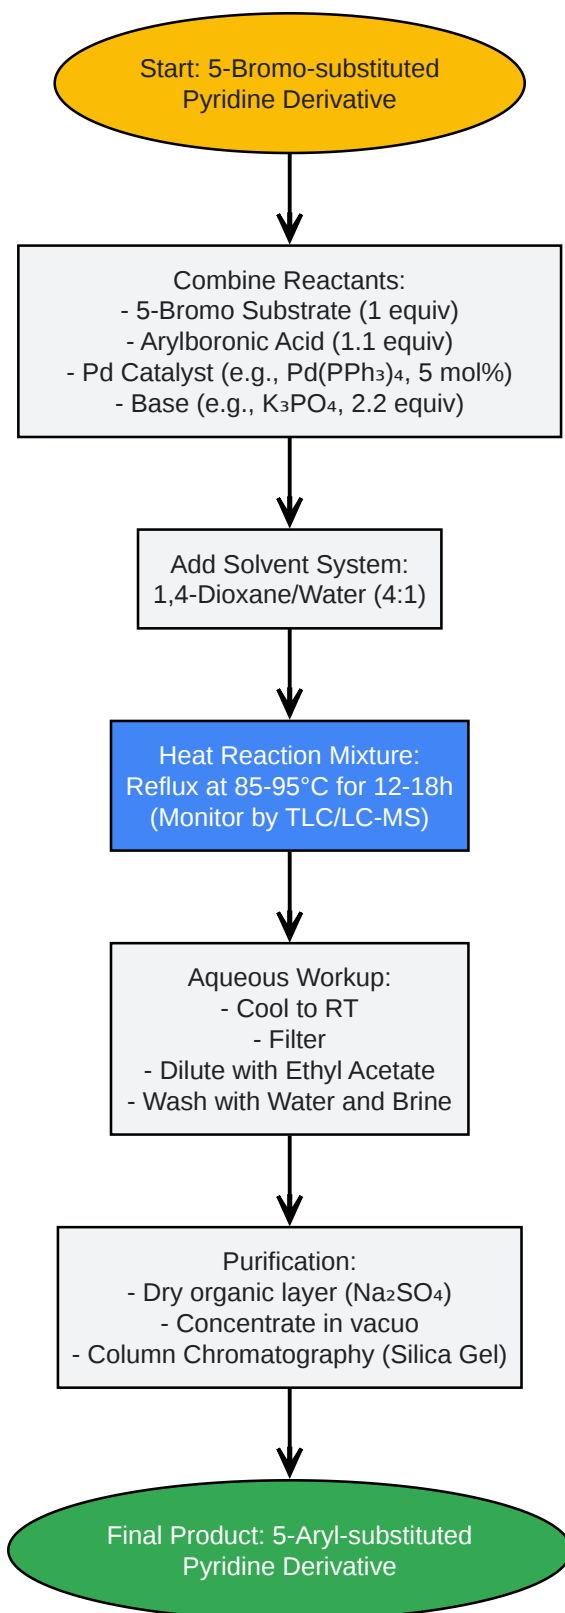 Start: 5-Bromo-substituted
Pyridine Derivative
Combine Reactants:
- 5-Bromo Substrate (1 equiv)
- Arylboronic Acid (1.1 equiv)
- Pd Catalyst (e.g., Pd(PPh₃)₄, 5 mol%)
- Base (e.g., K₃PO₄, 2.2 equiv)
Add Solvent System:
1,4-Dioxane/Water (4:1)
Heat Reaction Mixture:
Reflux at 85-95°C for 12-18h
(Monitor by TLC/LC-MS)
Aqueous Workup:
- Cool to RT
- Filter
- Dilute with Ethyl Acetate
- Wash with Water and Brine
Purification:
- Dry organic layer (Na₂SO₄)
- Concentrate in vacuo
- Column Chromatography (Silica Gel)
Final Product: 5-Aryl-substituted
Pyridine Derivative